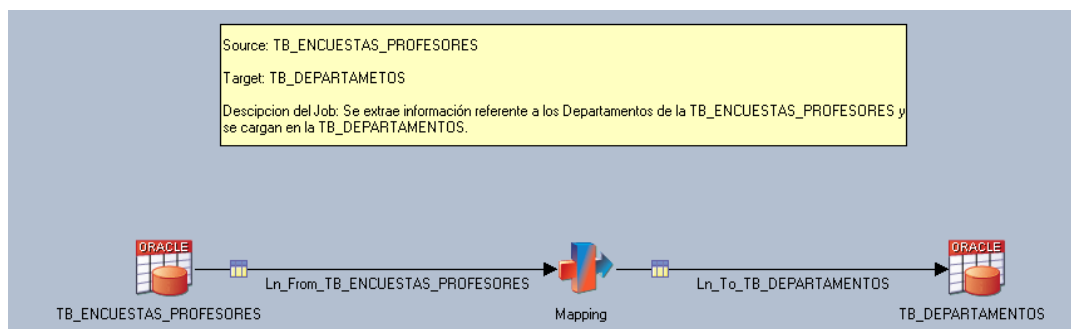 Source: TB_ENCUESTAS_PROFESORES
Target: TB_DEPARTAMETOS
Descipcion del Job: Se extrae información referente a los Departamentos de la TB_ENCUESTAS_PROFESORES y
se cargan en la TB_DEPARTAMENTOS.
ORACLE
ORACLE
Ln_From_TB_ENCUESTAS_PROFESORES
Ln_To_TB_DEPARTAMENTOS
TB_ENCUESTAS_PROFESORES
Mapping
TB_DEPARTAMENTOS